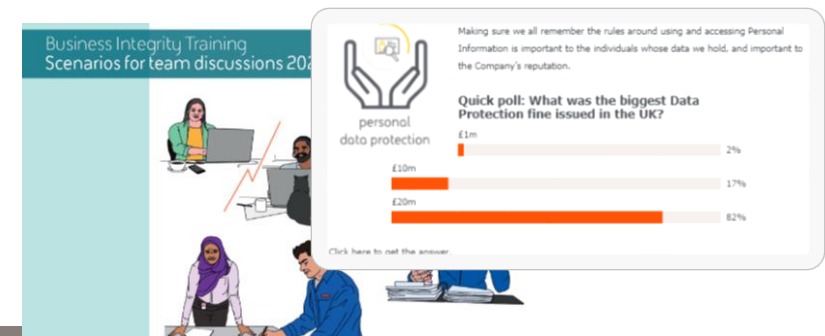 Business Integrity Training
Scenarios for team discussions 202
personal
data protection
Making sure we all remember the rules around using and accessing Personal
Information is important to the individuals whose data we hold, and important to
the Company's reputation.
Quick poll: What was the biggest Data
Protection fine issued in the UK?
£1m
2%
£10m
17%
£20m
82%
Click here to get the answer.